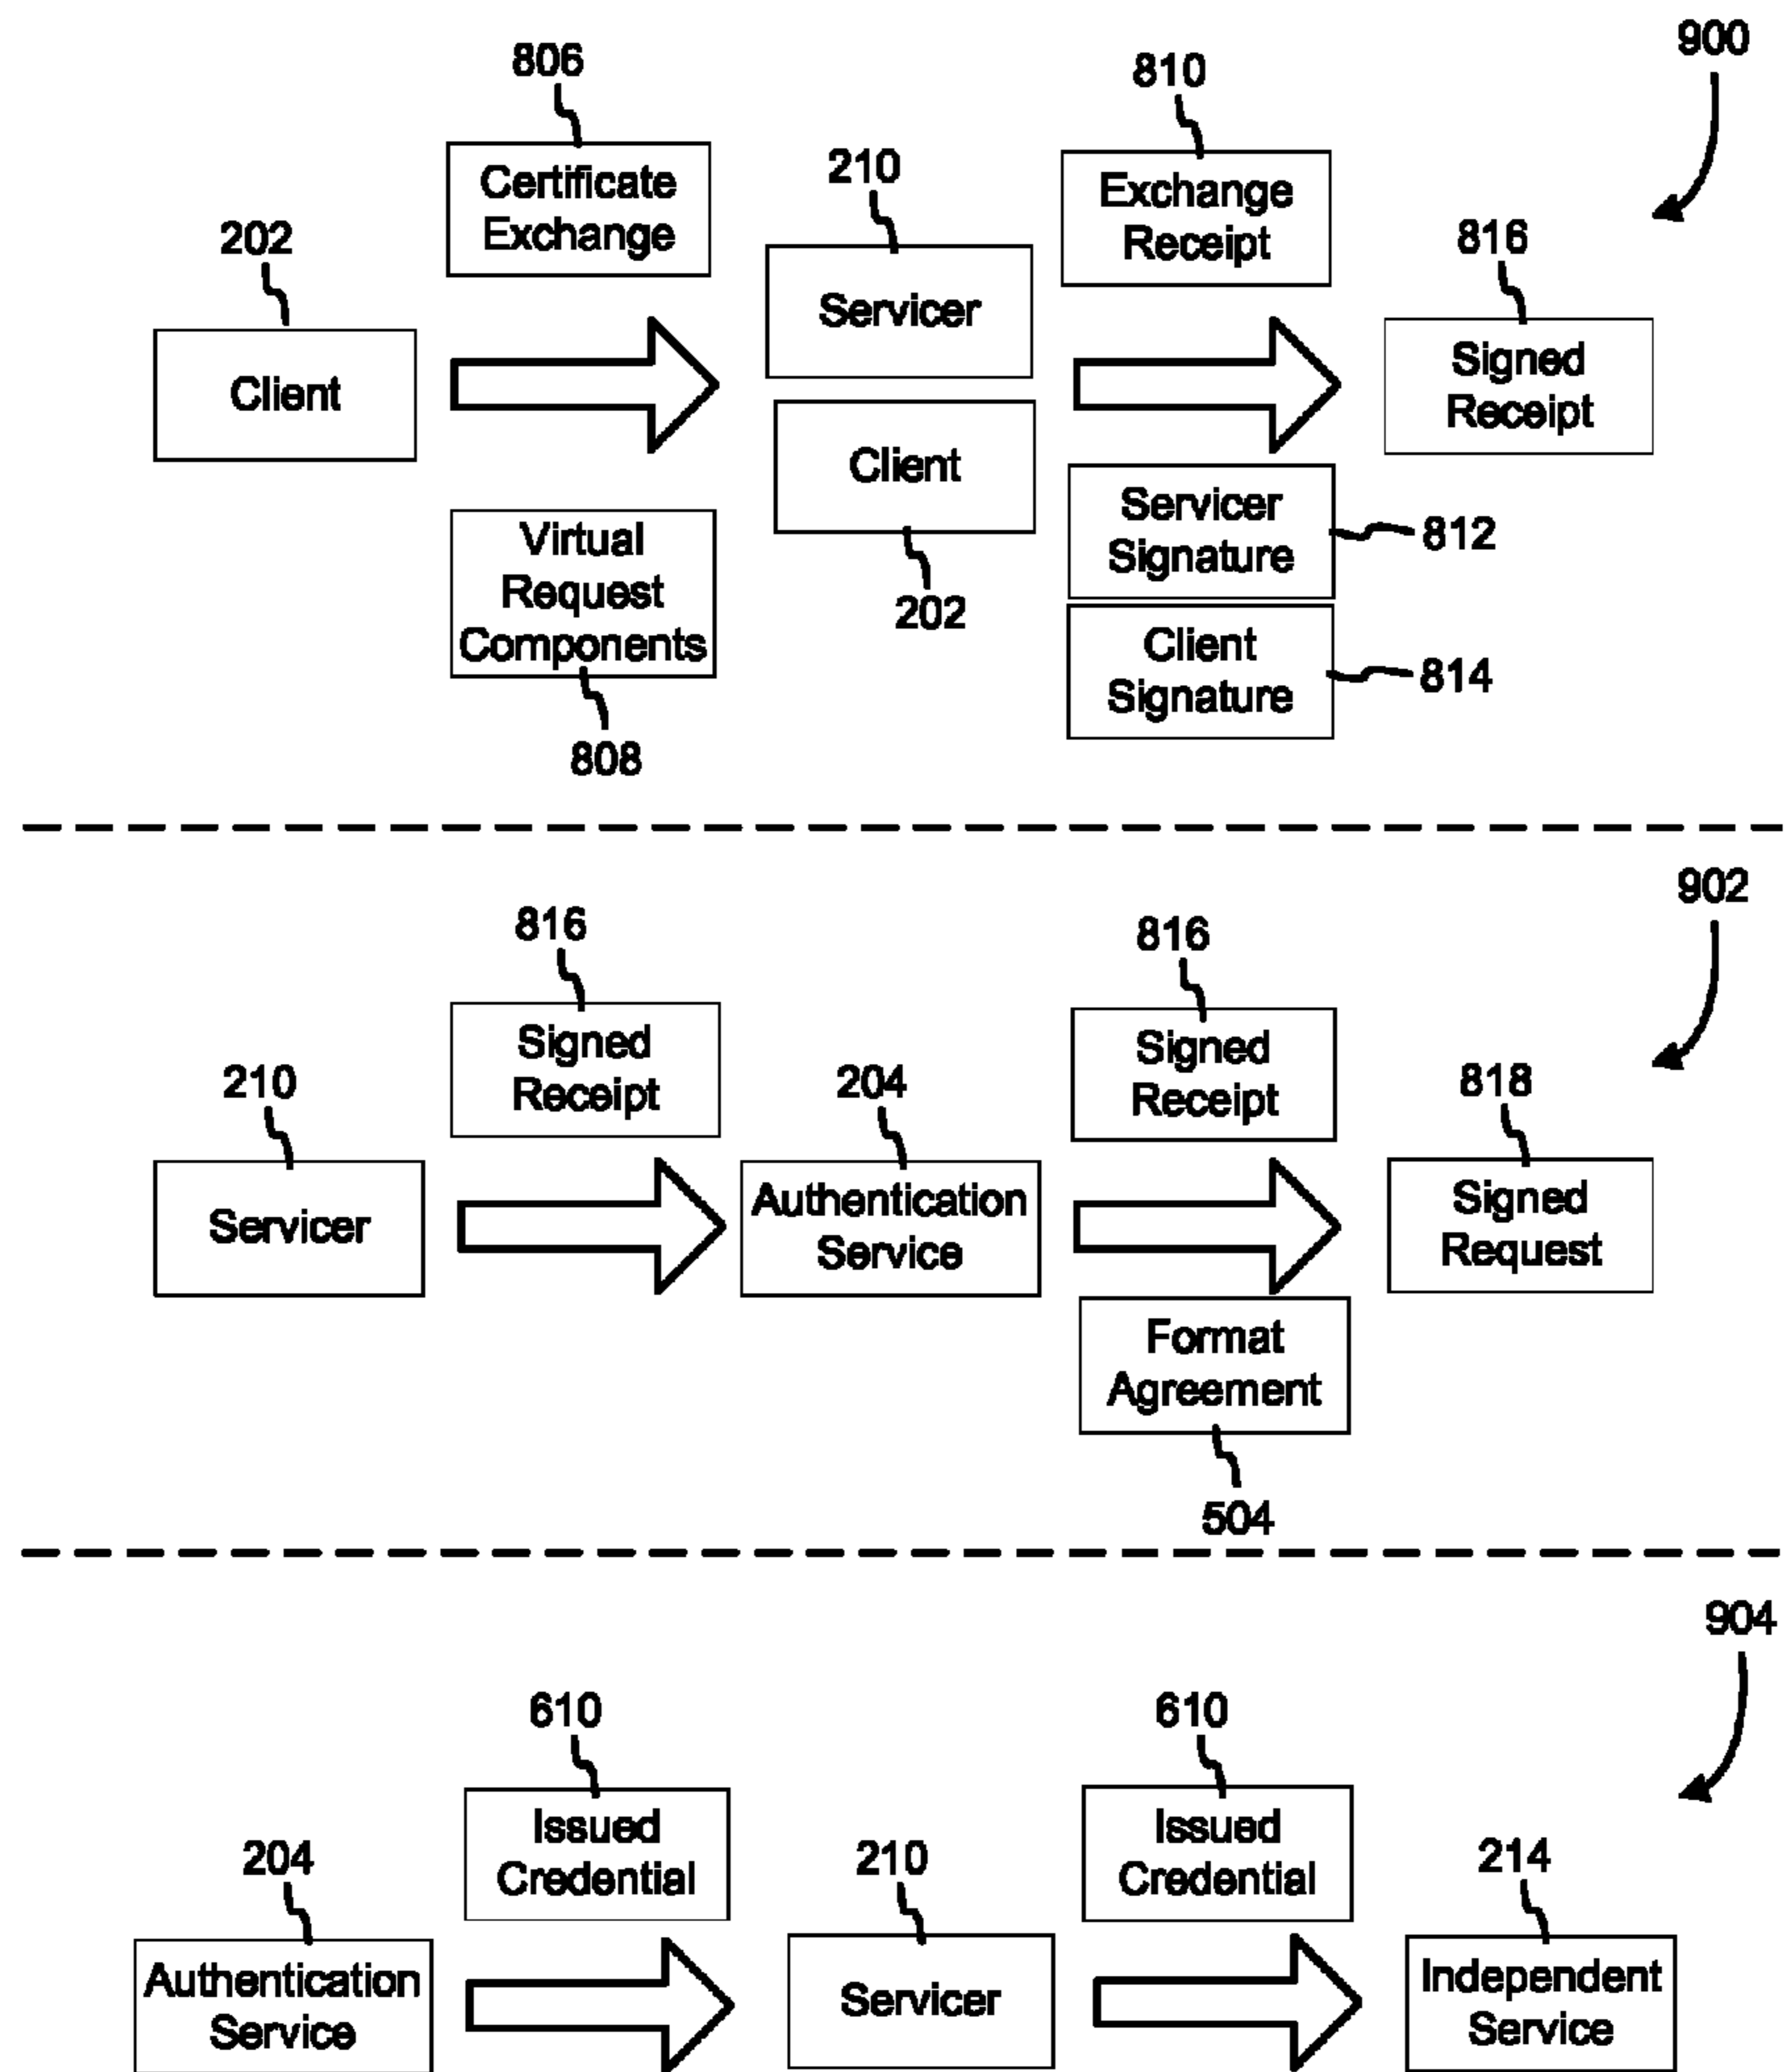 900
806
810
Certificate
Exchange
210
Exchange
Receipt
202
816
Servicer
Client
Signed
Receipt
Client
Virtual
Request
Components
Servicer
Signature
812
202
Client
Signature
814
808
902
816
816
Signed
Receipt
Signed
Receipt
210
204
818
Servicer
Authentication
Service
Signed
Request
Format
Agreement
504
904
610
610
Issued
Credential
Issued
Credential
204
210
214
Authentication
Service
Servicer
Independent
Service